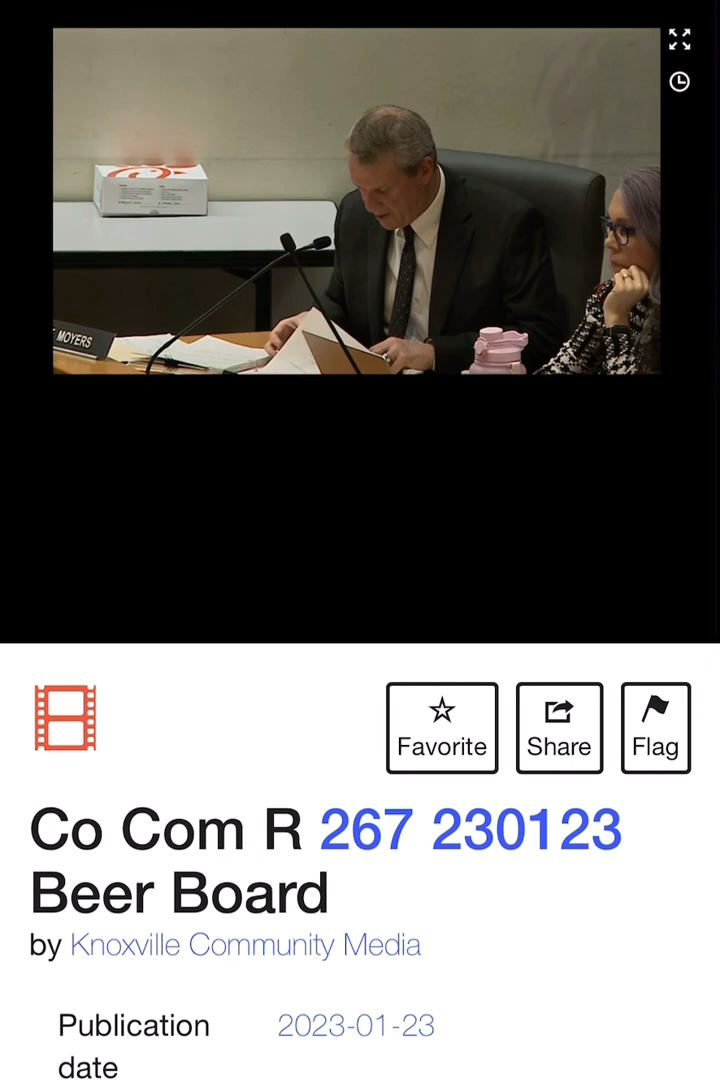 MOYERS
Favorite
Share
Flag
Co Com R 267 230123
Beer Board
by Knoxville Community Media
Publication 2023-01-23
date